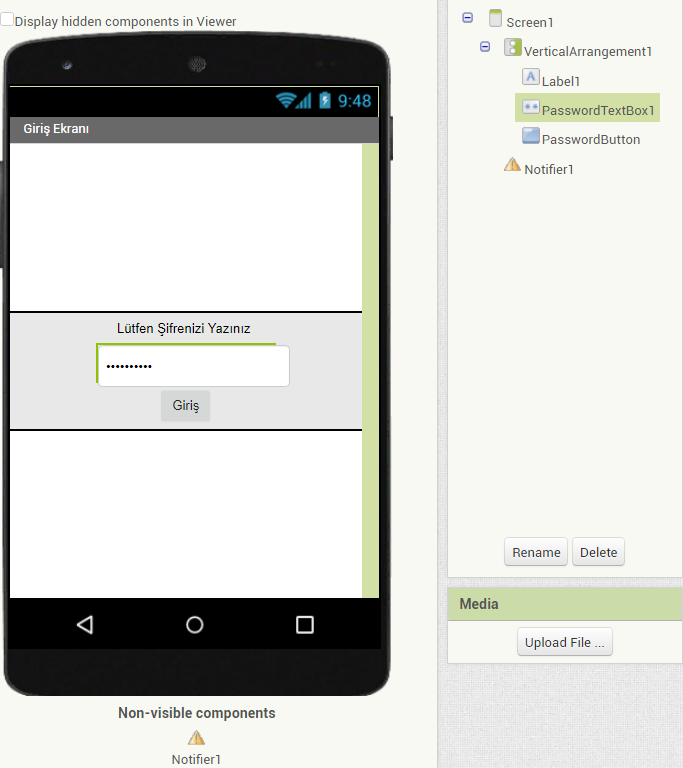 Display hidden components in Viewer
9:48
Giriş Ekranı
Lütfen Şifrenizi Yazınız
••••••••••
Giriş
Non-visible components
Notifier1
Screen1
VerticalArrangement1
Label1
PasswordTextBox1
PasswordButton
Notifier1
Rename
Delete
Media
Upload File ...